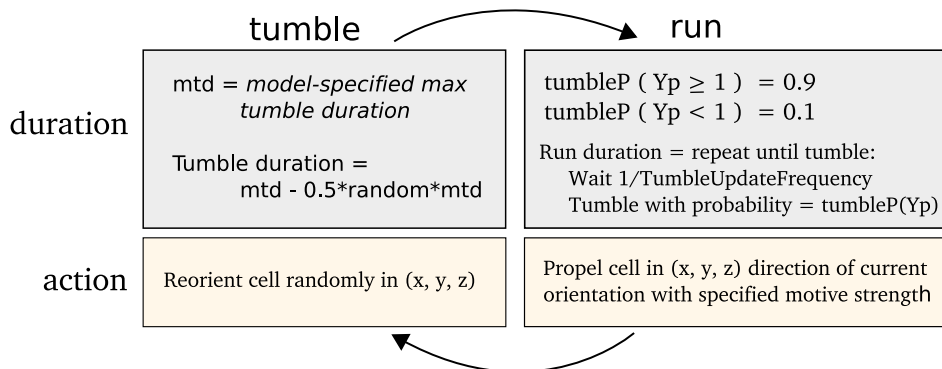 tumble
run
duration
mtd = model-specified max
tumble duration
Tumble duration =
mtd - 0.5*random*mtd
tumbleP ( Yp ≥ 1 ) = 0.9
tumbleP ( Yp < 1 ) = 0.1
Run duration = repeat until tumble:
Wait 1/TumbleUpdateFrequency
Tumble with probability = tumbleP(Yp)
action
Reorient cell randomly in (x, y, z)
Propel cell in (x, y, z) direction of current
orientation with specified motive strength